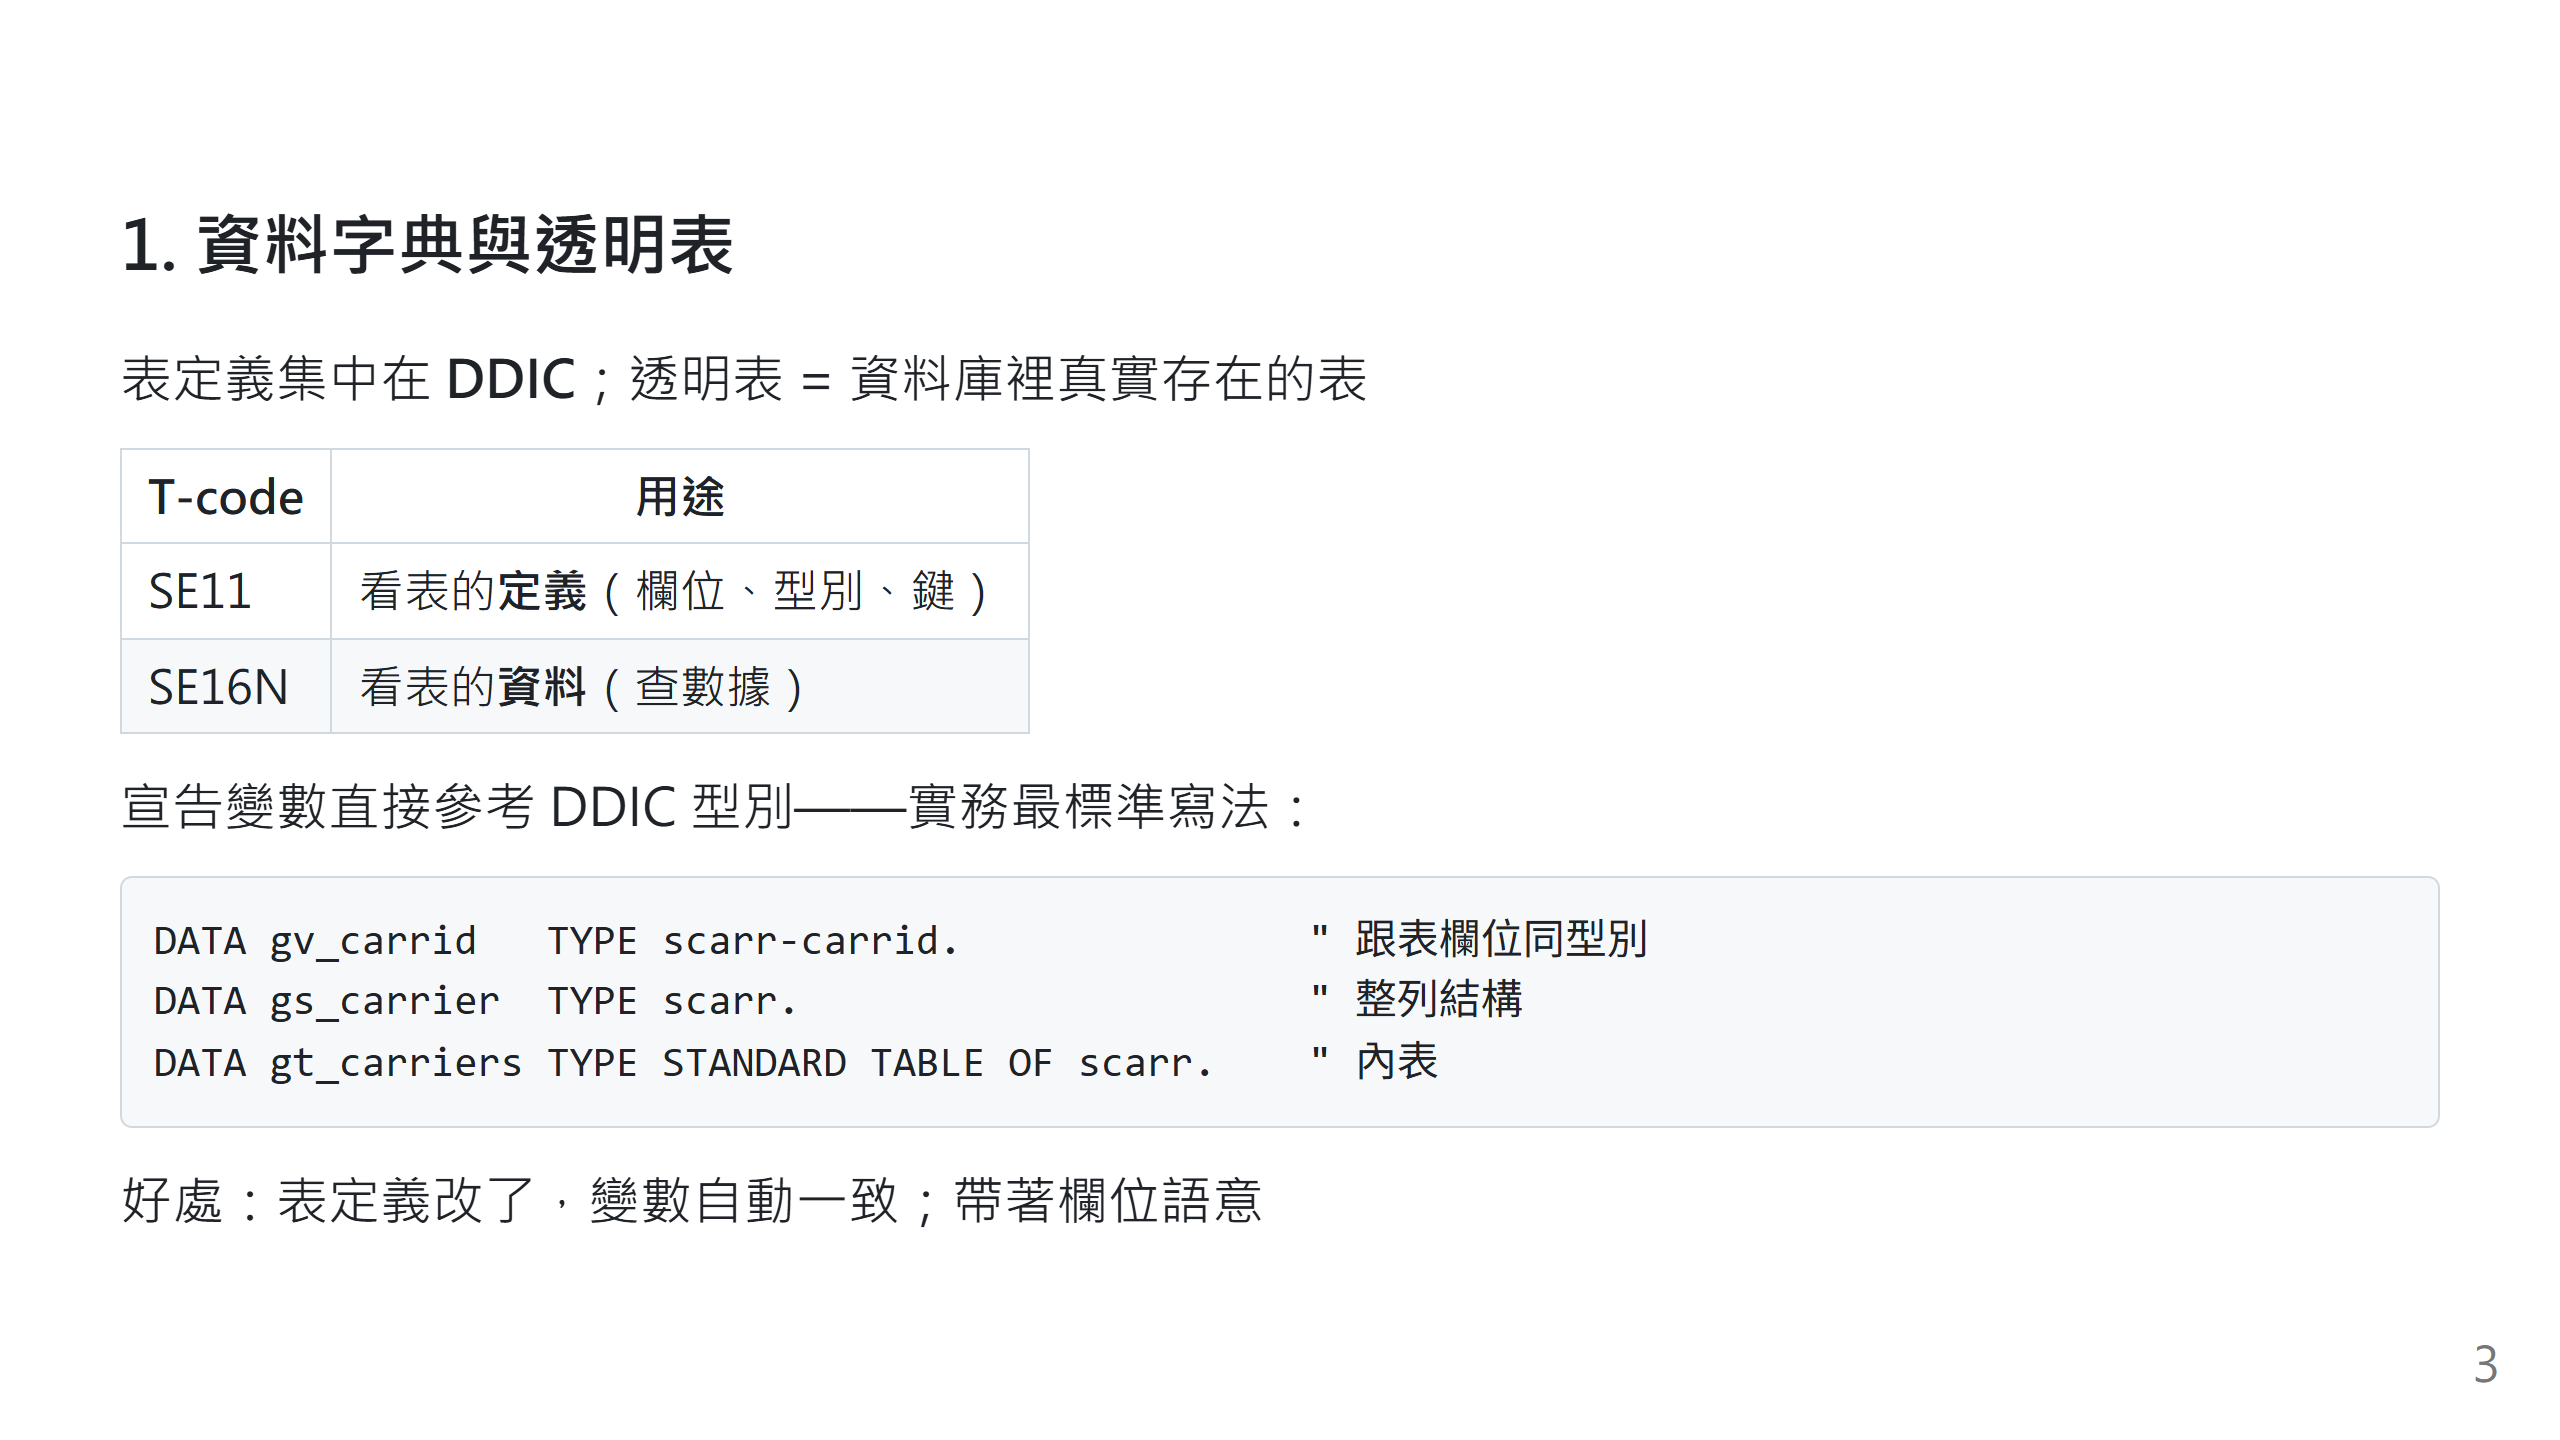 1. 資料字典與透明表
表定義集中在 DDIC；透明表 = 資料庫裡真實存在的表
T-code 用途
SE11 看表的定義（欄位、型別、鍵）
SE16N 看表的資料（查數據）
宣告變數直接參考 DDIC 型別——實務最標準寫法：
DATA gv_carrid   TYPE scarr-carrid.               " 跟表欄位同型別
DATA gs_carrier  TYPE scarr.                      " 整列結構
DATA gt_carriers TYPE STANDARD TABLE OF scarr.    " 內表
好處：表定義改了，變數自動一致；帶著欄位語意
3